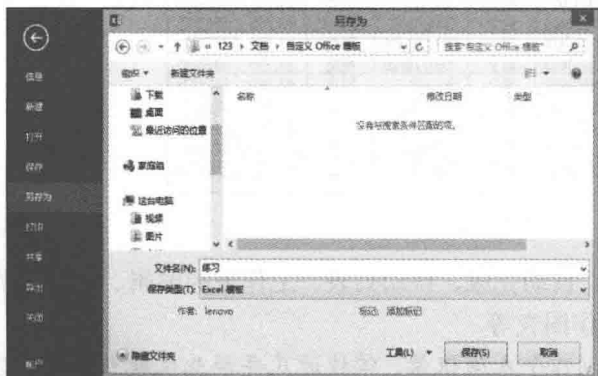 另存为
« 123 › 文档 › 自定义 Office 模板
搜索"自定义 Office 模板"
组织
新建文件夹
信息
新建
打开
保存
另存为
打印
共享
导出
关闭
帐户
下载
桌面
最近访问的位置
家庭组
这台电脑
视频
图片
名称
修改日期
类型
没有与搜索条件匹配的项。
文件名(N): 练习
保存类型(T): Excel 模板
作者: lenovo
标记: 添加标记
隐藏文件夹
工具(L)
保存(S)
取消